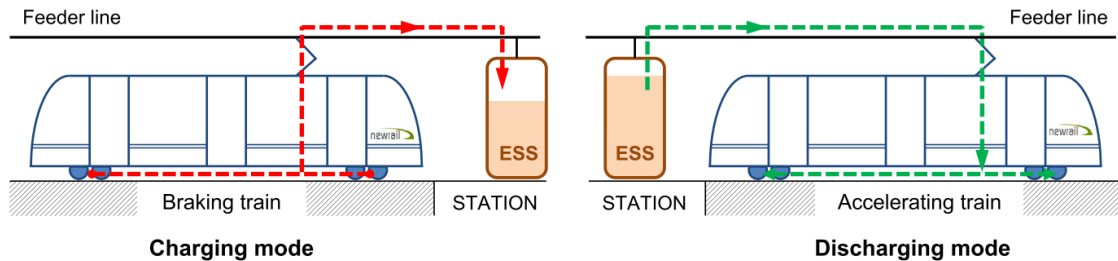 Feeder line
newrail
ESS
Braking train
STATION
Charging mode
Feeder line
ESS
newrail
STATION
Accelerating train
Discharging mode